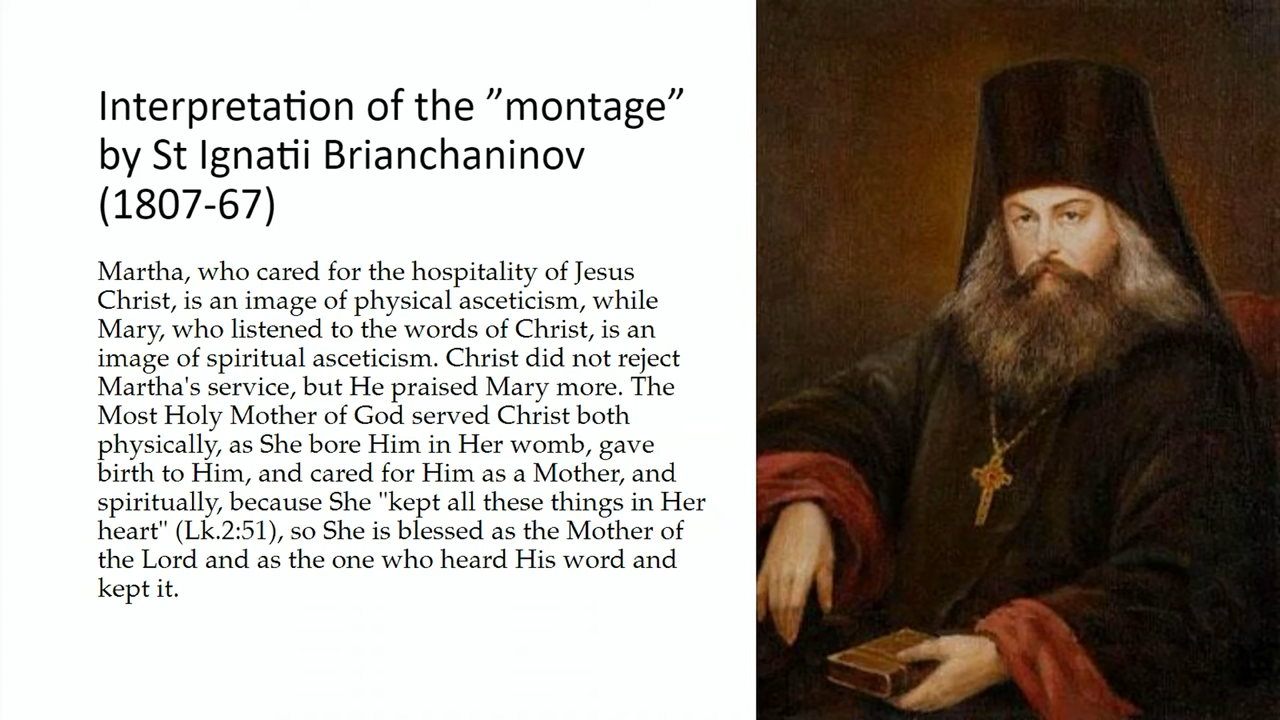 Interpretation of the ”montage”
by St Ignatii Brianchaninov
(1807-67)
Martha, who cared for the hospitality of Jesus
Christ, is an image of physical asceticism, while
Mary, who listened to the words of Christ, is an
image of spiritual asceticism. Christ did not reject
Martha's service, but He praised Mary more. The
Most Holy Mother of God served Christ both
physically, as She bore Him in Her womb, gave
birth to Him, and cared for Him as a Mother, and
spiritually, because She "kept all these things in Her
heart" (Lk.2:51), so She is blessed as the Mother of
the Lord and as the one who heard His word and
kept it.